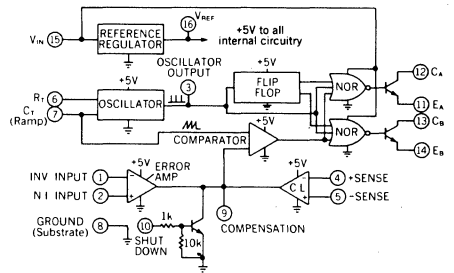 VIN 15
REFERENCE
REGULATOR
16 VREF
+5V to all
internal circuitry
OSCILLATOR
OUTPUT
3
+5V
+5V
FLIP
FLOP
NOR
12 CA
11 EA
RT 6
CT 7
(Ramp)
OSCILLATOR
NOR
13 CB
14 EB
COMPARATOR
+5V
+5V
ERROR
AMP
+5V
INV INPUT 1
-
NI INPUT 2
+
CL
-
+
4 +SENSE
5 -SENSE
9
COMPENSATION
GROUND 8
(Substrate)
10
SHUT
DOWN
1k
10k